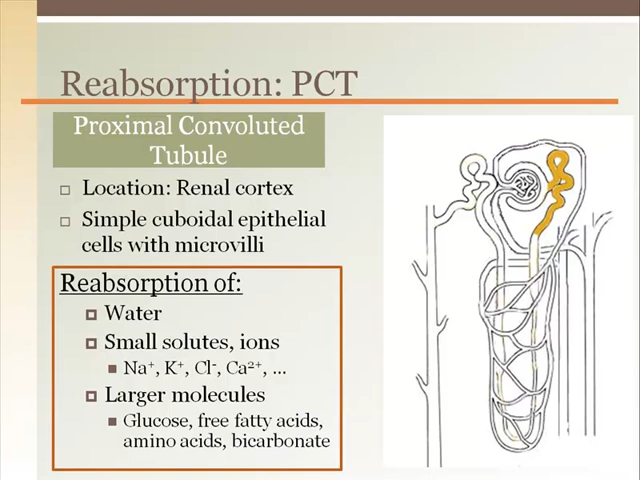 Reabsorption: PCT
Proximal Convoluted
Tubule
Location: Renal cortex
Simple cuboidal epithelial
cells with microvilli
Reabsorption of:
Water
Small solutes, ions
Na⁺, K⁺, Cl⁻, Ca²⁺, ...
Larger molecules
Glucose, free fatty acids,
amino acids, bicarbonate